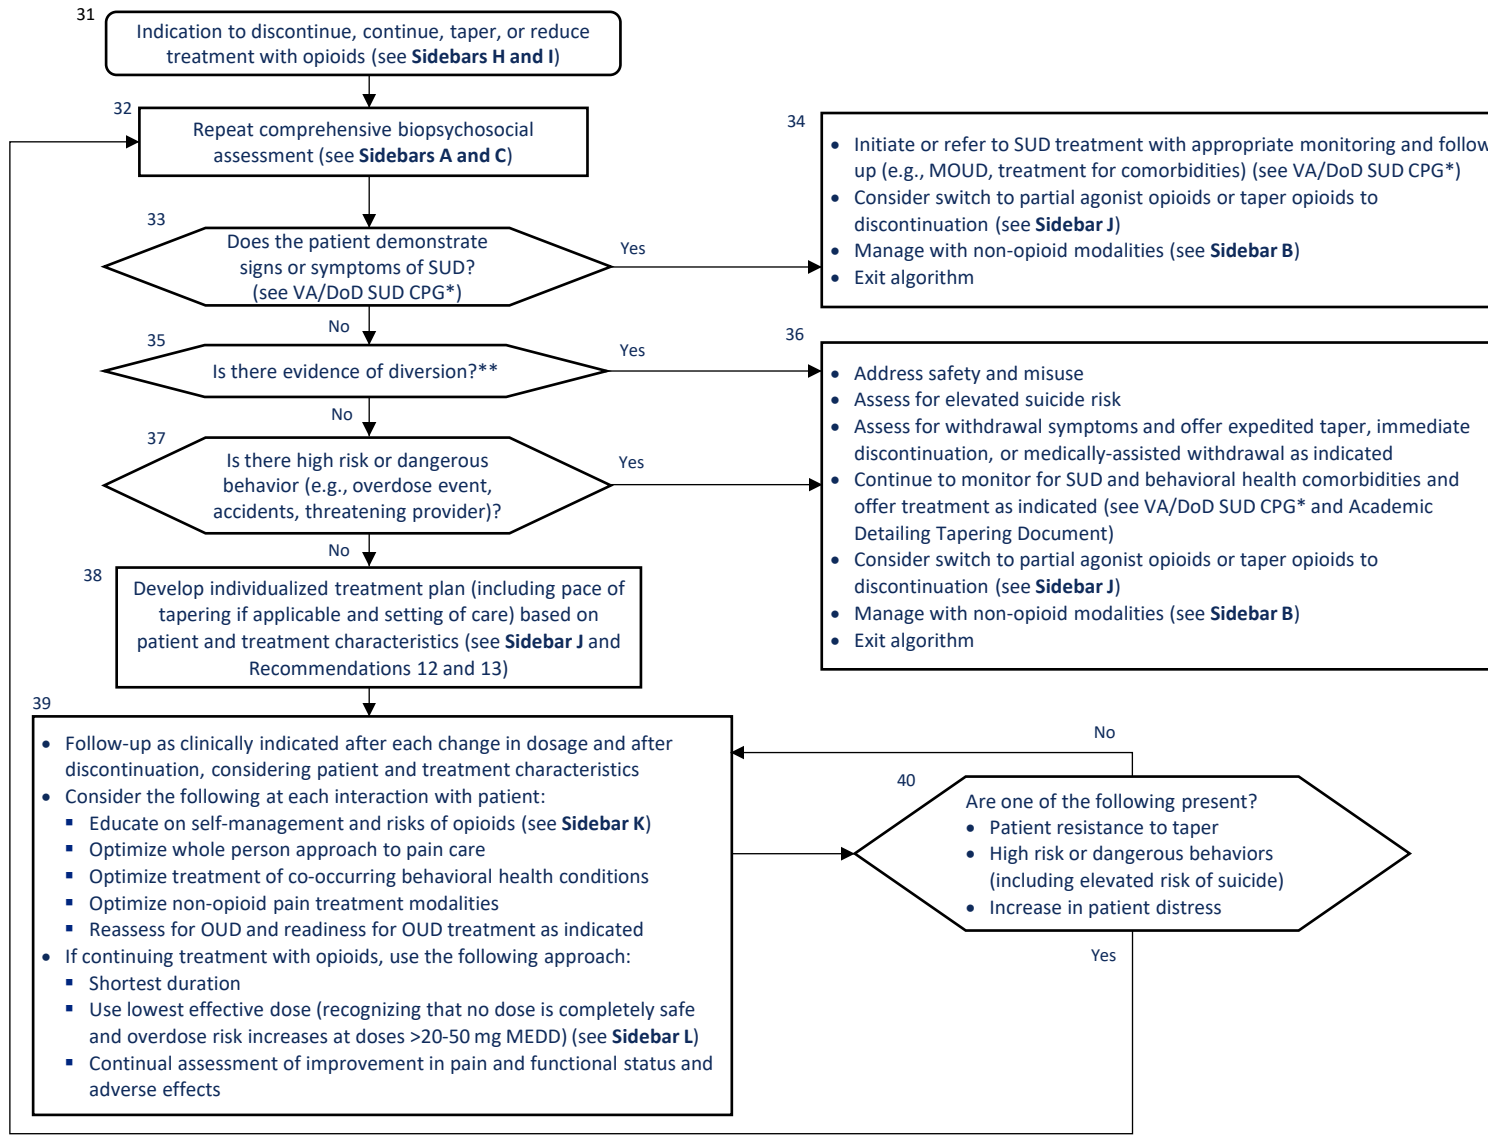 31
Indication to discontinue, continue, taper, or reduce
treatment with opioids (see Sidebars H and I)
32
Repeat comprehensive biopsychosocial
assessment (see Sidebars A and C)
33
Does the patient demonstrate
signs or symptoms of SUD?
(see VA/DoD SUD CPG*)
Yes
No
34
• Initiate or refer to SUD treatment with appropriate monitoring and follow
up (e.g., MOUD, treatment for comorbidities) (see VA/DoD SUD CPG*)
• Consider switch to partial agonist opioids or taper opioids to
discontinuation (see Sidebar J)
• Manage with non-opioid modalities (see Sidebar B)
• Exit algorithm
35
Is there evidence of diversion?**
Yes
No
36
• Address safety and misuse
• Assess for elevated suicide risk
• Assess for withdrawal symptoms and offer expedited taper, immediate
discontinuation, or medically-assisted withdrawal as indicated
• Continue to monitor for SUD and behavioral health comorbidities and
offer treatment as indicated (see VA/DoD SUD CPG* and Academic
Detailing Tapering Document)
• Consider switch to partial agonist opioids or taper opioids to
discontinuation (see Sidebar J)
• Manage with non-opioid modalities (see Sidebar B)
• Exit algorithm
37
Is there high risk or dangerous
behavior (e.g., overdose event,
accidents, threatening provider)?
Yes
No
38
Develop individualized treatment plan (including pace of
tapering if applicable and setting of care) based on
patient and treatment characteristics (see Sidebar J and
Recommendations 12 and 13)
39
• Follow-up as clinically indicated after each change in dosage and after
discontinuation, considering patient and treatment characteristics
• Consider the following at each interaction with patient:
▪ Educate on self-management and risks of opioids (see Sidebar K)
▪ Optimize whole person approach to pain care
▪ Optimize treatment of co-occurring behavioral health conditions
▪ Optimize non-opioid pain treatment modalities
▪ Reassess for OUD and readiness for OUD treatment as indicated
• If continuing treatment with opioids, use the following approach:
▪ Shortest duration
▪ Use lowest effective dose (recognizing that no dose is completely safe
and overdose risk increases at doses >20-50 mg MEDD) (see Sidebar L)
▪ Continual assessment of improvement in pain and functional status and
adverse effects
40
Are one of the following present?
• Patient resistance to taper
• High risk or dangerous behaviors
(including elevated risk of suicide)
• Increase in patient distress
No
Yes